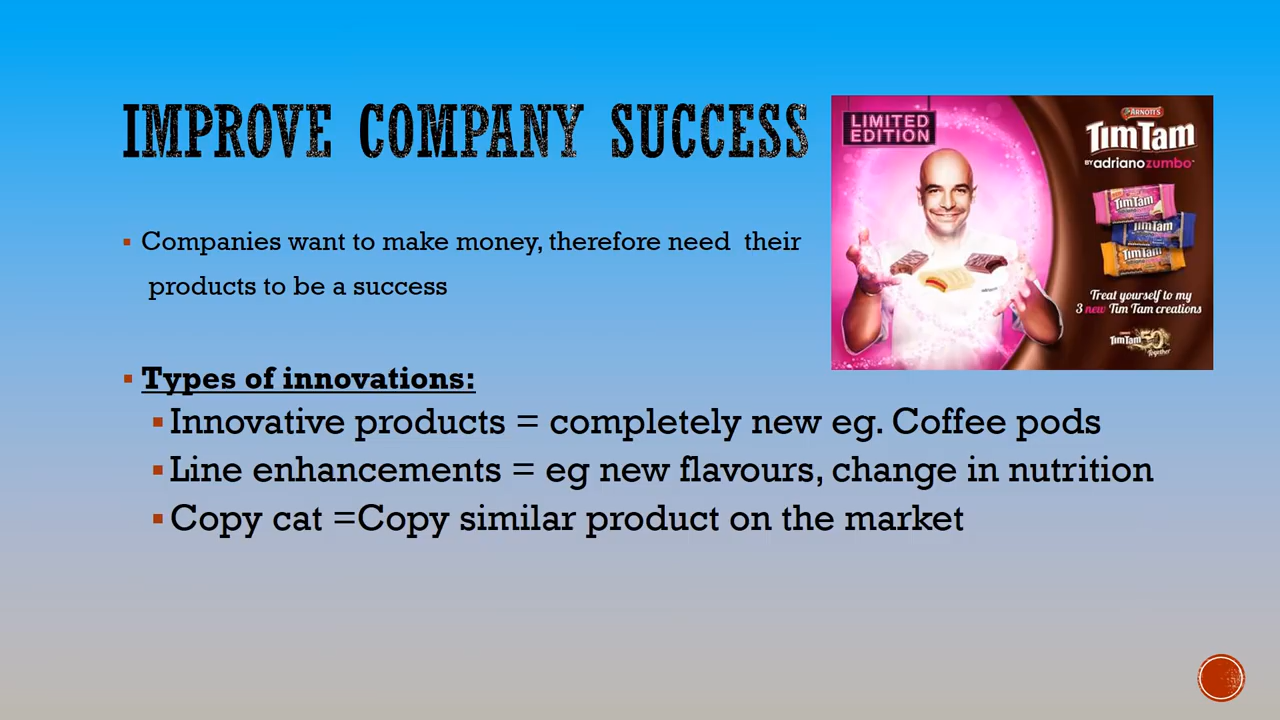 IMPROVE COMPANY SUCCESS
Companies want to make money, therefore need their
products to be a success
Types of innovations:
Innovative products = completely new eg. Coffee pods
Line enhancements = eg new flavours, change in nutrition
Copy cat =Copy similar product on the market
LIMITED
EDITION
ARNOTT'S
TimTam
BY adrianozumbo
TimTam
TimTam
TimTam
Treat yourself to my
3 new Tim Tam creations
TimTam 50
Together